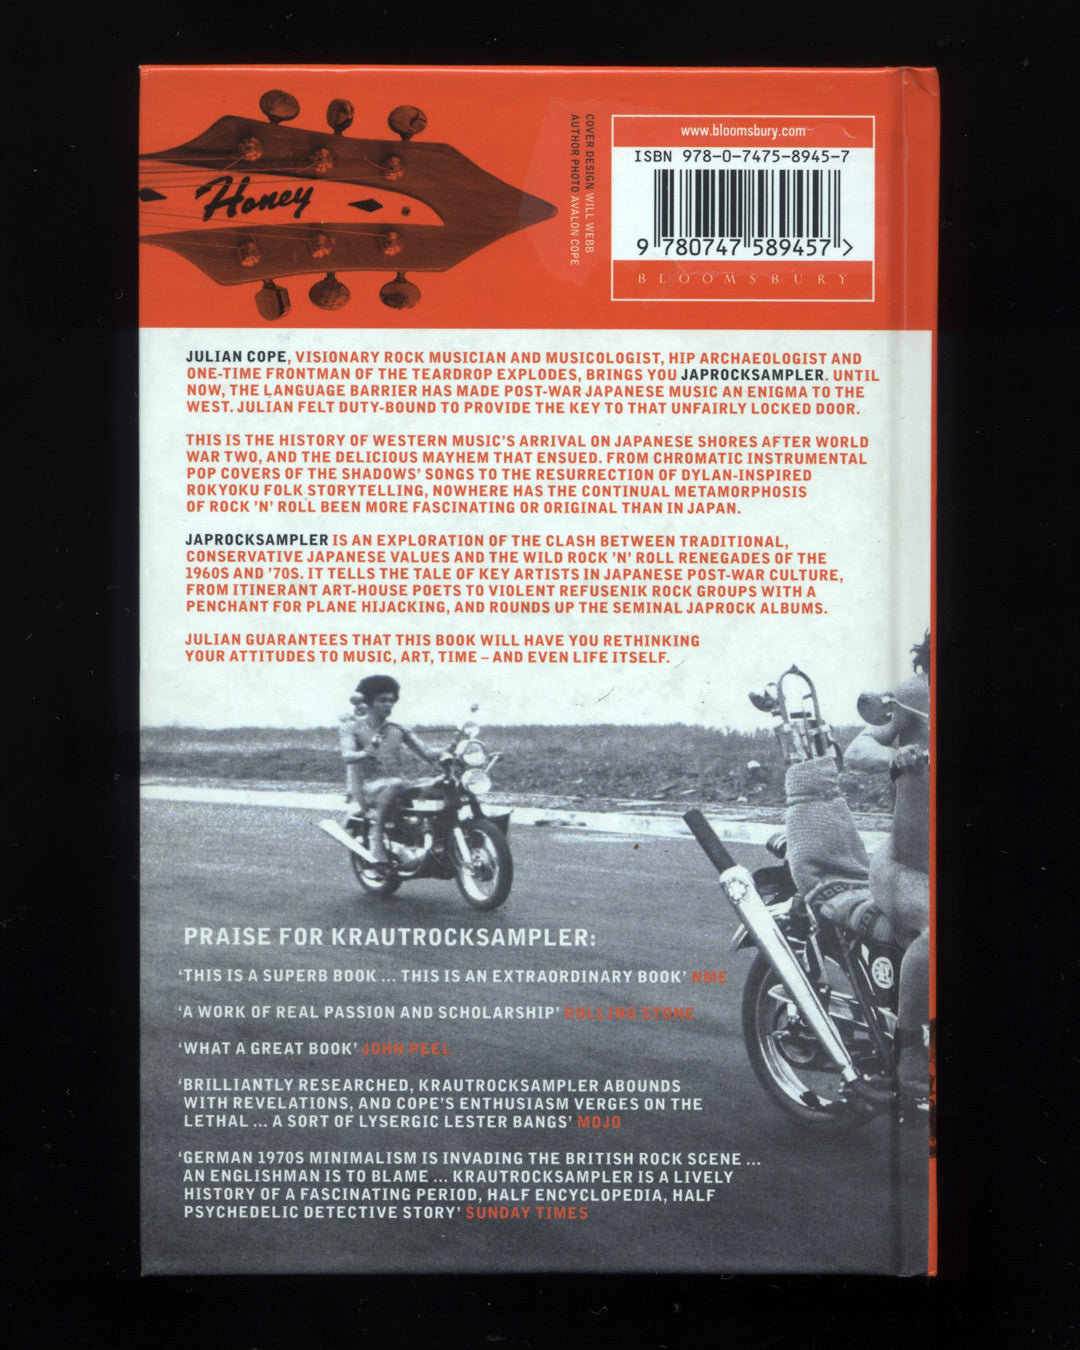 Honey
COVER DESIGN WILL WEBB
AUTHOR PHOTO AVALON COPE
www.bloomsbury.com
ISBN 978-0-7475-8945-7
9 780747 589457 >
BLOOMSBURY
JULIAN COPE, VISIONARY ROCK MUSICIAN AND MUSICOLOGIST, HIP ARCHAEOLOGIST AND
ONE-TIME FRONTMAN OF THE TEARDROP EXPLODES, BRINGS YOU JAPROCKSAMPLER. UNTIL
NOW, THE LANGUAGE BARRIER HAS MADE POST-WAR JAPANESE MUSIC AN ENIGMA TO THE
WEST. JULIAN FELT DUTY-BOUND TO PROVIDE THE KEY TO THAT UNFAIRLY LOCKED DOOR.
THIS IS THE HISTORY OF WESTERN MUSIC'S ARRIVAL ON JAPANESE SHORES AFTER WORLD
WAR TWO, AND THE DELICIOUS MAYHEM THAT ENSUED. FROM CHROMATIC INSTRUMENTAL
POP COVERS OF THE SHADOWS' SONGS TO THE RESURRECTION OF DYLAN-INSPIRED
ROKYOKU FOLK STORYTELLING, NOWHERE HAS THE CONTINUAL METAMORPHOSIS
OF ROCK 'N' ROLL BEEN MORE FASCINATING OR ORIGINAL THAN IN JAPAN.
JAPROCKSAMPLER IS AN EXPLORATION OF THE CLASH BETWEEN TRADITIONAL,
CONSERVATIVE JAPANESE VALUES AND THE WILD ROCK 'N' ROLL RENEGADES OF THE
1960S AND '70S. IT TELLS THE TALE OF KEY ARTISTS IN JAPANESE POST-WAR CULTURE,
FROM ITINERANT ART-HOUSE POETS TO VIOLENT REFUSENIK ROCK GROUPS WITH A
PENCHANT FOR PLANE HIJACKING, AND ROUNDS UP THE SEMINAL JAPROCK ALBUMS.
JULIAN GUARANTEES THAT THIS BOOK WILL HAVE YOU RETHINKING
YOUR ATTITUDES TO MUSIC, ART, TIME – AND EVEN LIFE ITSELF.
PRAISE FOR KRAUTROCKSAMPLER:
'THIS IS A SUPERB BOOK ... THIS IS AN EXTRAORDINARY BOOK' NME
'A WORK OF REAL PASSION AND SCHOLARSHIP' ROLLING STONE
'WHAT A GREAT BOOK' JOHN PEEL
'BRILLIANTLY RESEARCHED, KRAUTROCKSAMPLER ABOUNDS
WITH REVELATIONS, AND COPE'S ENTHUSIASM VERGES ON THE
LETHAL ... A SORT OF LYSERGIC LESTER BANGS' MOJO
'GERMAN 1970S MINIMALISM IS INVADING THE BRITISH ROCK SCENE ...
AN ENGLISHMAN IS TO BLAME ... KRAUTROCKSAMPLER IS A LIVELY
HISTORY OF A FASCINATING PERIOD, HALF ENCYCLOPEDIA, HALF
PSYCHEDELIC DETECTIVE STORY' SUNDAY TIMES